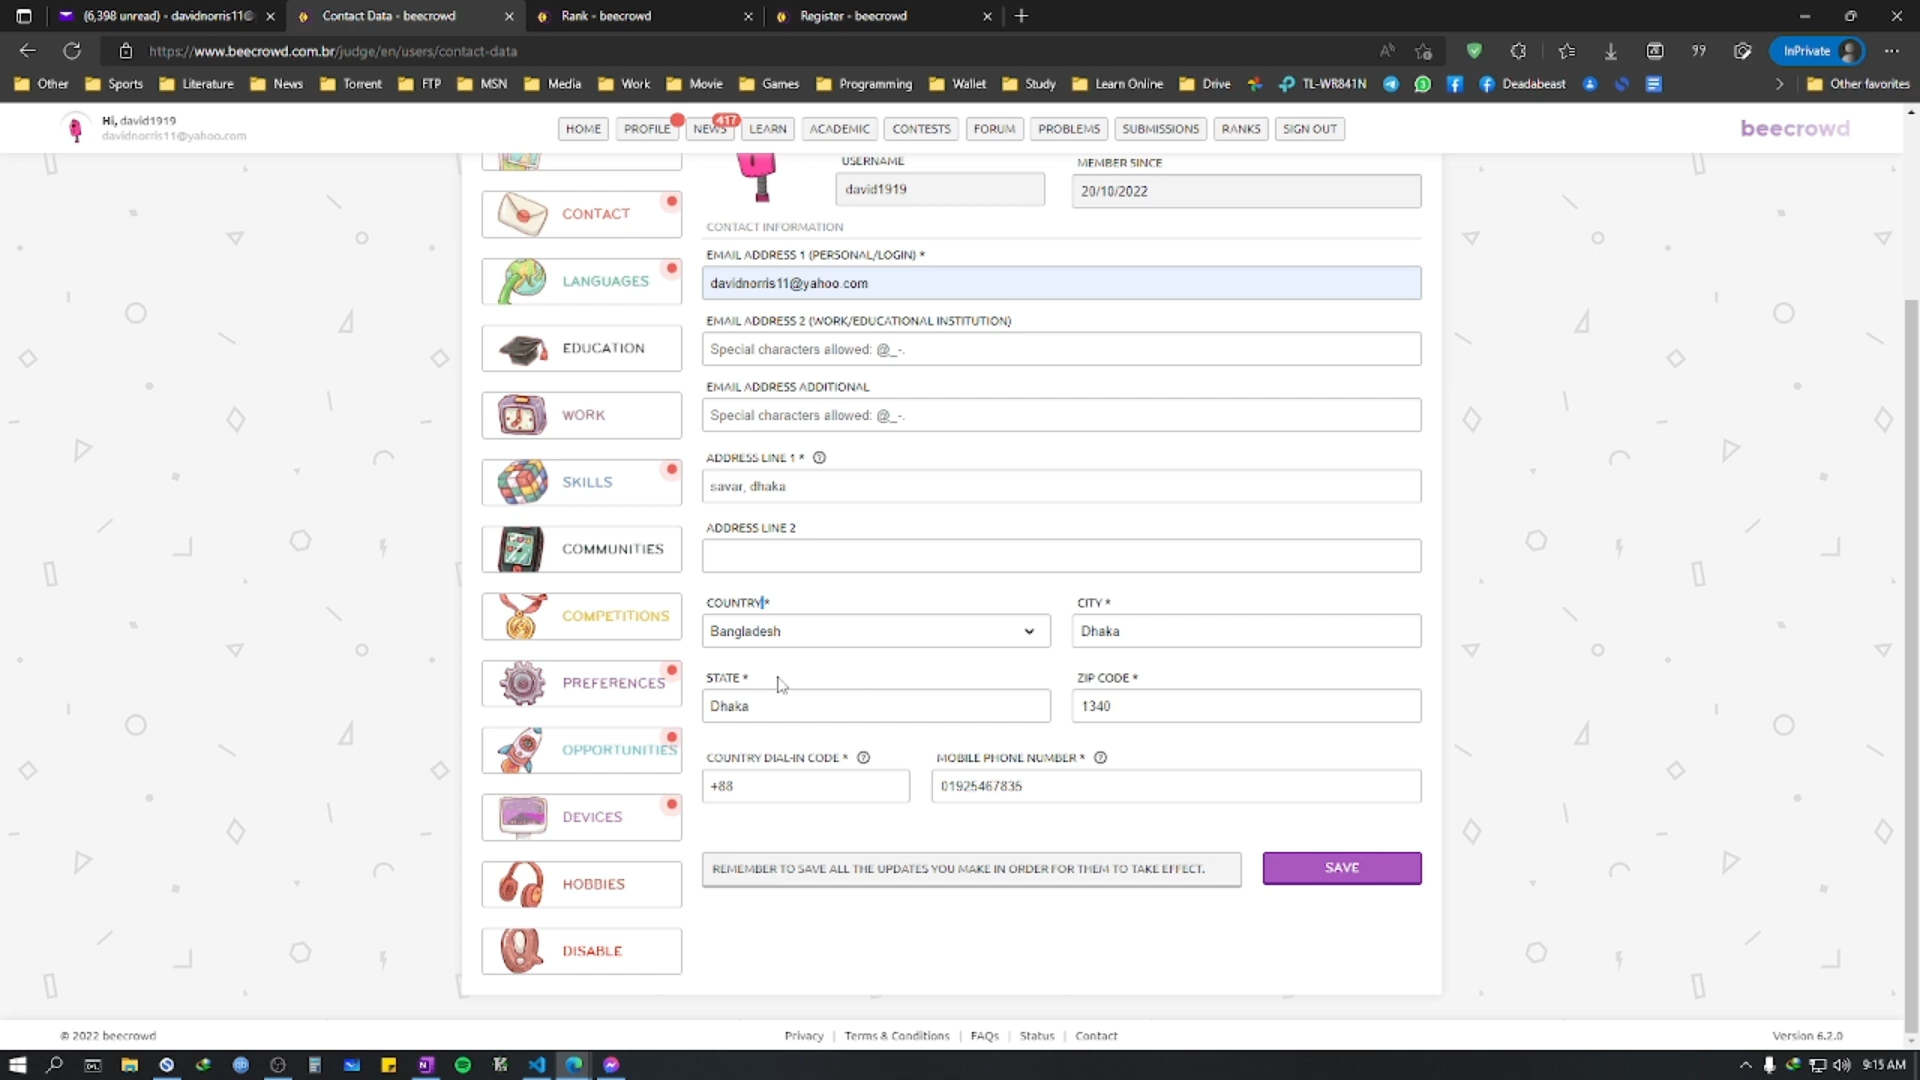 (6,398 unread) - davidnorris11@
Contact Data - beecrowd
Rank - beecrowd
Register - beecrowd
https://www.beecrowd.com.br/judge/en/users/contact-data
InPrivate
Other
Sports
Literature
News
Torrent
FTP
MSN
Media
Work
Movie
Games
Programming
Wallet
Study
Learn Online
Drive
TL-WR841N
Deadabeast
Other favorites
Hi, david1919
davidnorris11@yahoo.com
HOME
PROFILE
NEWS
417
LEARN
ACADEMIC
CONTESTS
FORUM
PROBLEMS
SUBMISSIONS
RANKS
SIGN OUT
beecrowd
CONTACT
LANGUAGES
EDUCATION
WORK
SKILLS
COMMUNITIES
COMPETITIONS
PREFERENCES
OPPORTUNITIES
DEVICES
HOBBIES
DISABLE
USERNAME
david1919
MEMBER SINCE
20/10/2022
CONTACT INFORMATION
EMAIL ADDRESS 1 (PERSONAL/LOGIN) *
davidnorris11@yahoo.com
EMAIL ADDRESS 2 (WORK/EDUCATIONAL INSTITUTION)
Special characters allowed: @_-.
EMAIL ADDRESS ADDITIONAL
Special characters allowed: @_-.
ADDRESS LINE 1 *
savar, dhaka
ADDRESS LINE 2
COUNTRY *
Bangladesh
CITY *
Dhaka
STATE *
Dhaka
ZIP CODE *
1340
COUNTRY DIAL-IN CODE *
+88
MOBILE PHONE NUMBER *
01925467835
REMEMBER TO SAVE ALL THE UPDATES YOU MAKE IN ORDER FOR THEM TO TAKE EFFECT.
SAVE
© 2022 beecrowd
Privacy | Terms & Conditions | FAQs | Status | Contact
Version 6.2.0
9:15 AM